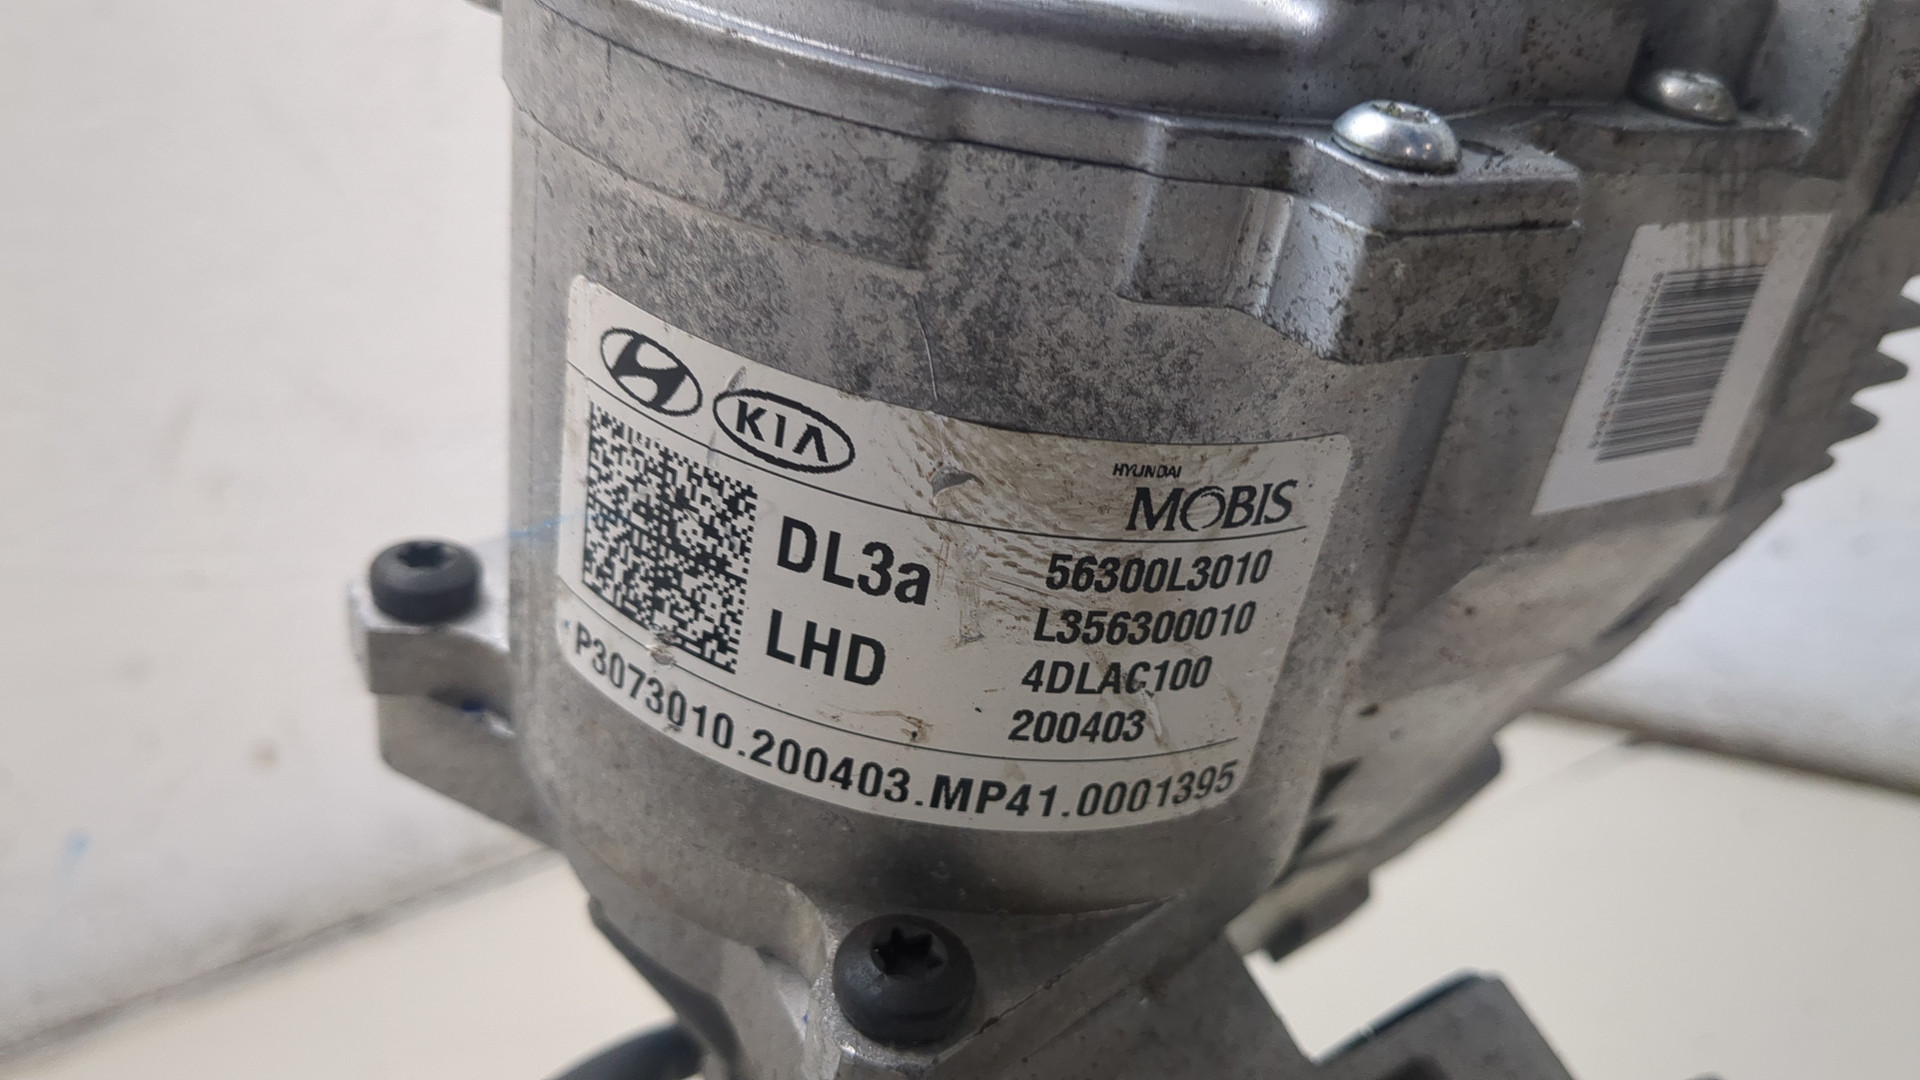 KIA
HYUNDAI
MOBIS
DL3a
LHD
56300L3010
L356300010
4DLAC100
200403
P3073010.200403.MP41.0001395